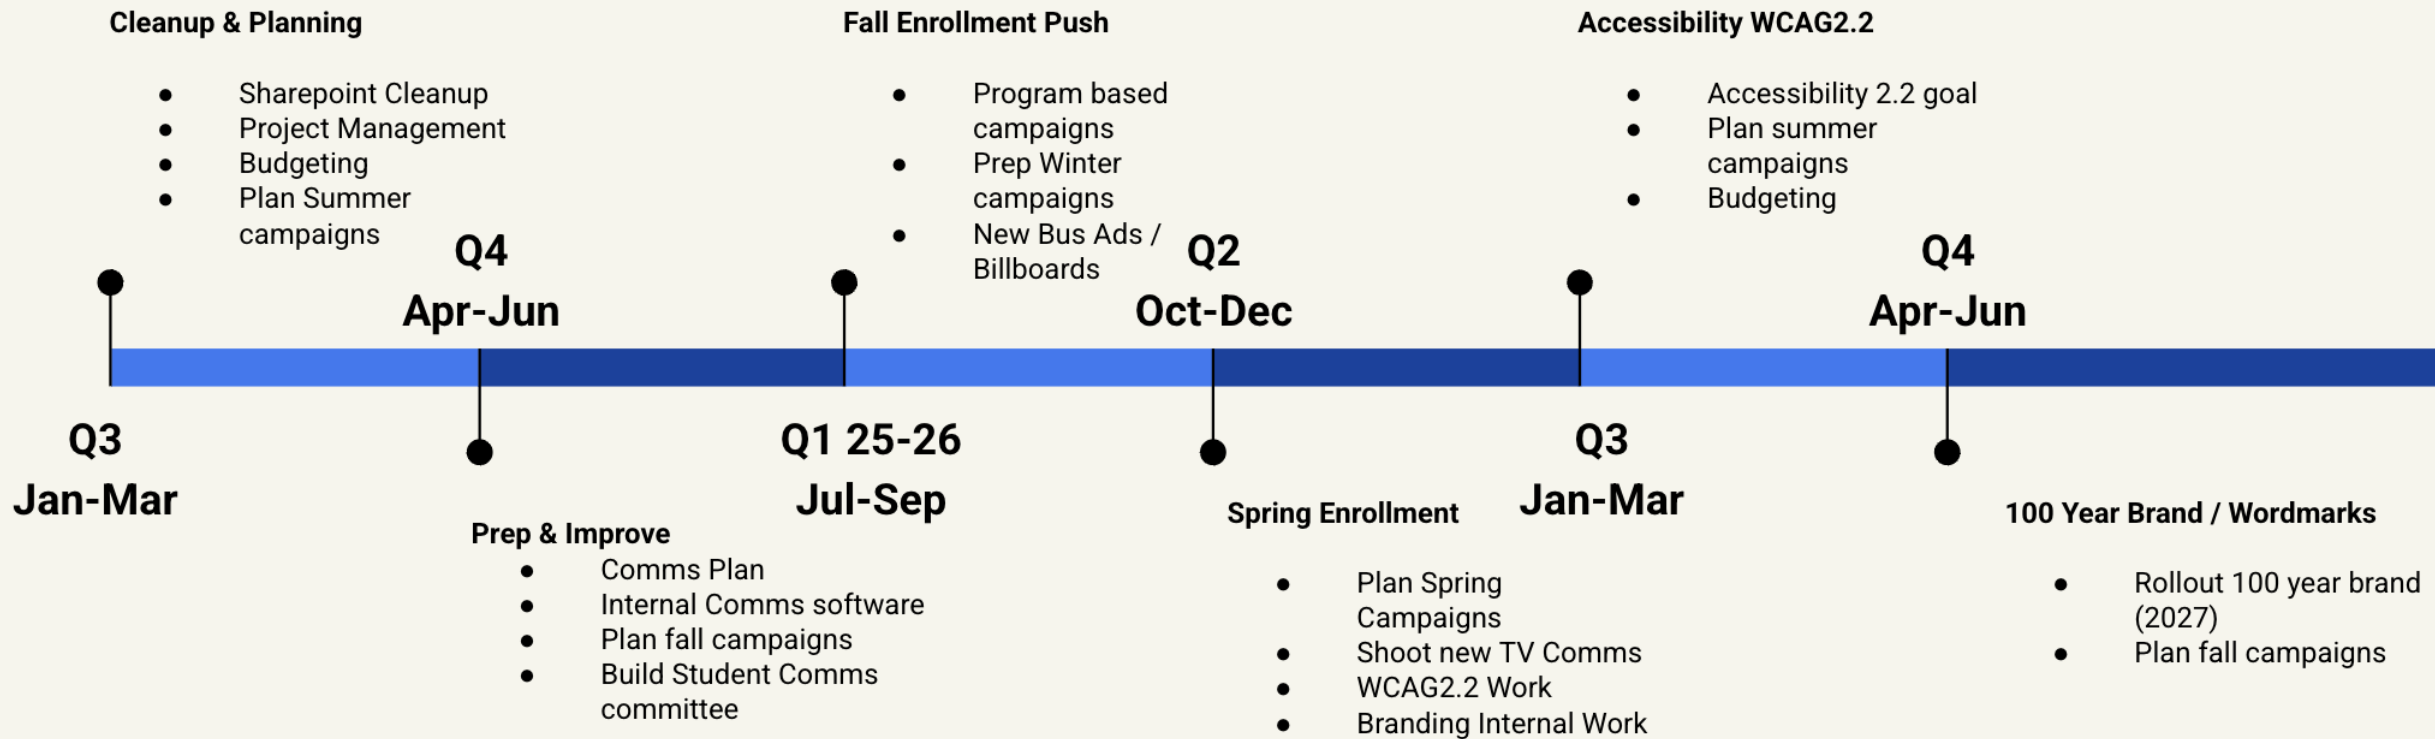 Cleanup & Planning
Sharepoint Cleanup
Project Management
Budgeting
Plan Summer
campaigns
Q3
Jan-Mar
Q4
Apr-Jun
Prep & Improve
Comms Plan
Internal Comms software
Plan fall campaigns
Build Student Comms
committee
Fall Enrollment Push
Program based
campaigns
Prep Winter
campaigns
New Bus Ads /
Billboards
Q1 25-26
Jul-Sep
Q2
Oct-Dec
Spring Enrollment
Plan Spring
Campaigns
Shoot new TV Comms
WCAG2.2 Work
Branding Internal Work
Accessibility WCAG2.2
Accessibility 2.2 goal
Plan summer
campaigns
Budgeting
Q3
Jan-Mar
Q4
Apr-Jun
100 Year Brand / Wordmarks
Rollout 100 year brand
(2027)
Plan fall campaigns